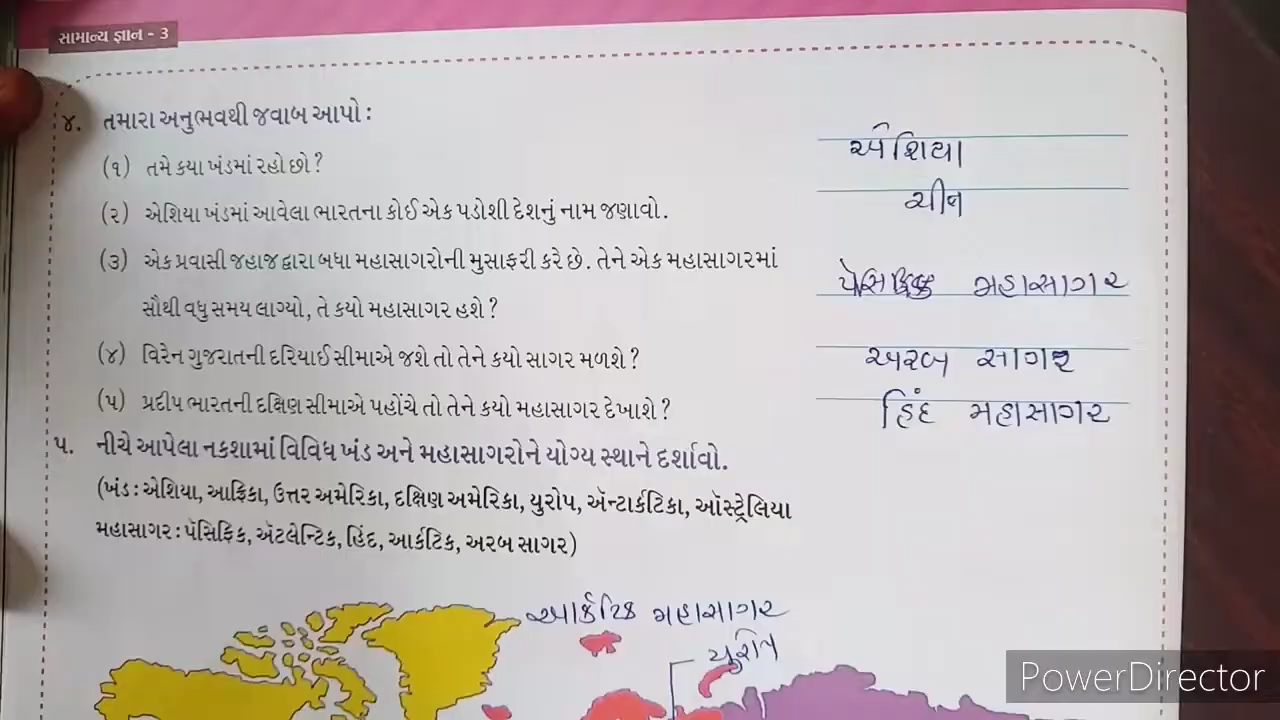 સામાન્ય જ્ઞાન - 3
૪. તમારા અનુભવથી જવાબ આપો :
(૧) તમે કયા ખંડમાં રહો છો ? એશિયા
(૨) એશિયા ખંડમાં આવેલા ભારતના કોઈ એક પડોશી દેશનું નામ જણાવો. ચીન
(૩) એક પ્રવાસી જહાજ દ્વારા બધા મહાસાગરોની મુસાફરી કરે છે. તેને એક મહાસાગરમાં
સૌથી વધુ સમય લાગ્યો, તે કયો મહાસાગર હશે ? પેસિફિક મહાસાગર
(૪) વિરેન ગુજરાતની દરિયાઈ સીમાએ જશે તો તેને કયો સાગર મળશે ? અરબ સાગર
(૫) પ્રદીપ ભારતની દક્ષિણ સીમાએ પહોંચે તો તેને કયો મહાસાગર દેખાશે ? હિંદ મહાસાગર
૫. નીચે આપેલા નકશામાં વિવિધ ખંડ અને મહાસાગરોને યોગ્ય સ્થાને દર્શાવો.
(ખંડ : એશિયા, આફ્રિકા, ઉત્તર અમેરિકા, દક્ષિણ અમેરિકા, યુરોપ, ઍન્ટાર્કટિકા, ઑસ્ટ્રેલિયા
મહાસાગર : પૅસિફિક, ઍટલેન્ટિક, હિંદ, આર્કટિક, અરબ સાગર)
આર્કટિક મહાસાગર
યુરોપ
PowerDirector